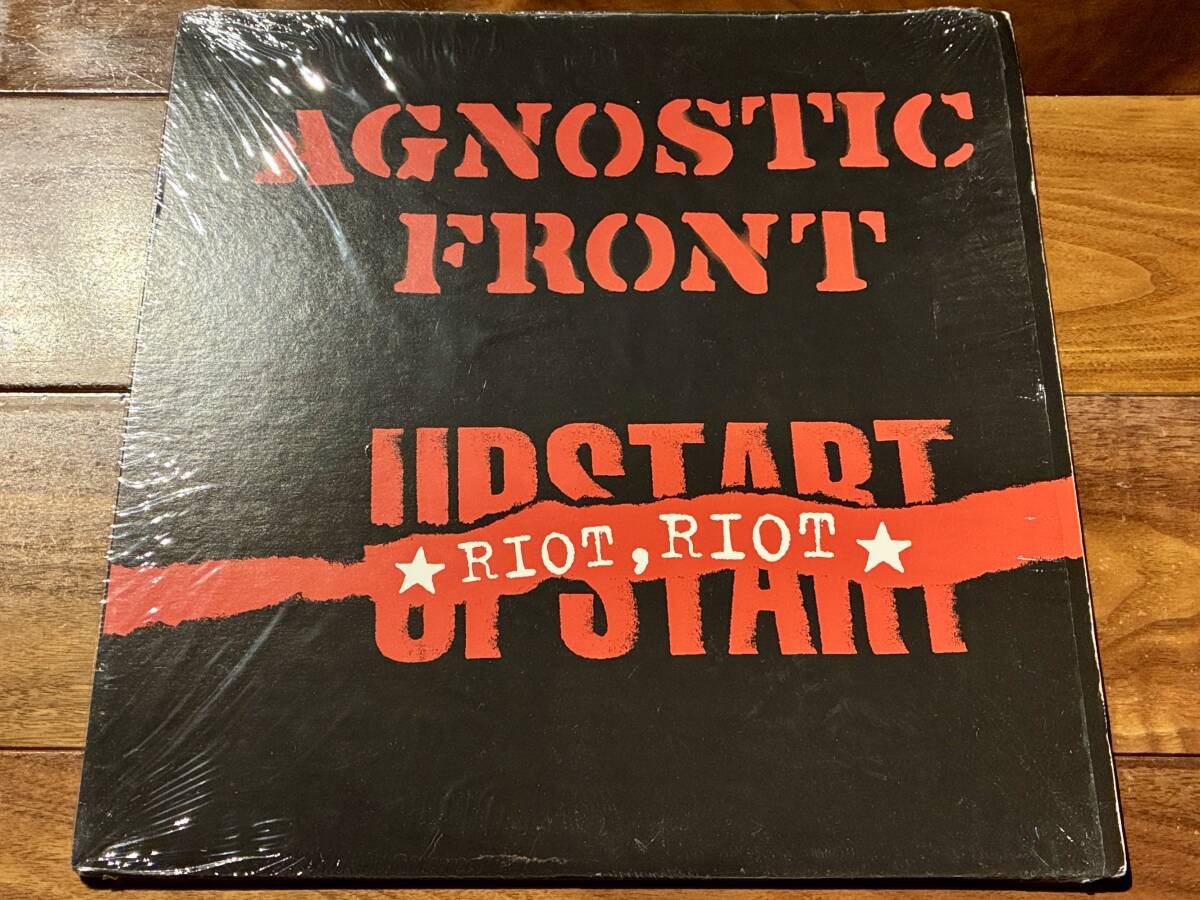 AGNOSTIC
FRONT
UPSTART
RIOT, RIOT
UPSTART